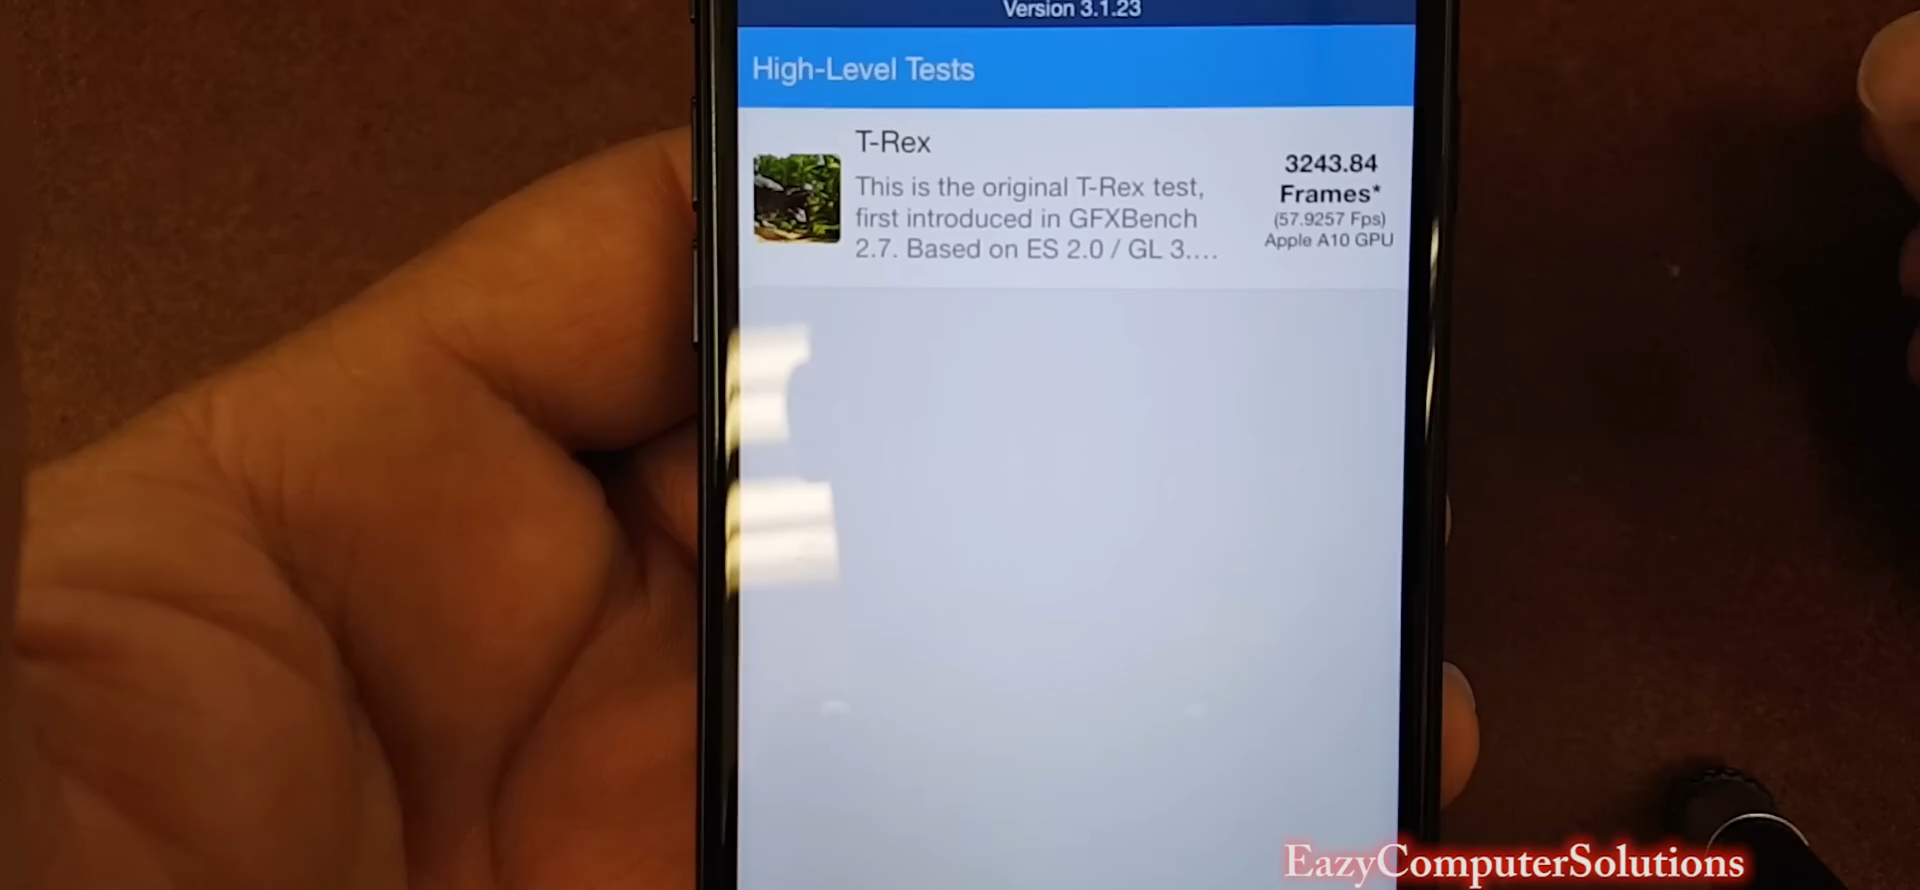 Version 3.1.23
High-Level Tests
T-Rex
This is the original T-Rex test,
first introduced in GFXBench
2.7. Based on ES 2.0 / GL 3....
3243.84
Frames*
(57.9257 Fps)
Apple A10 GPU
EazyComputerSolutions